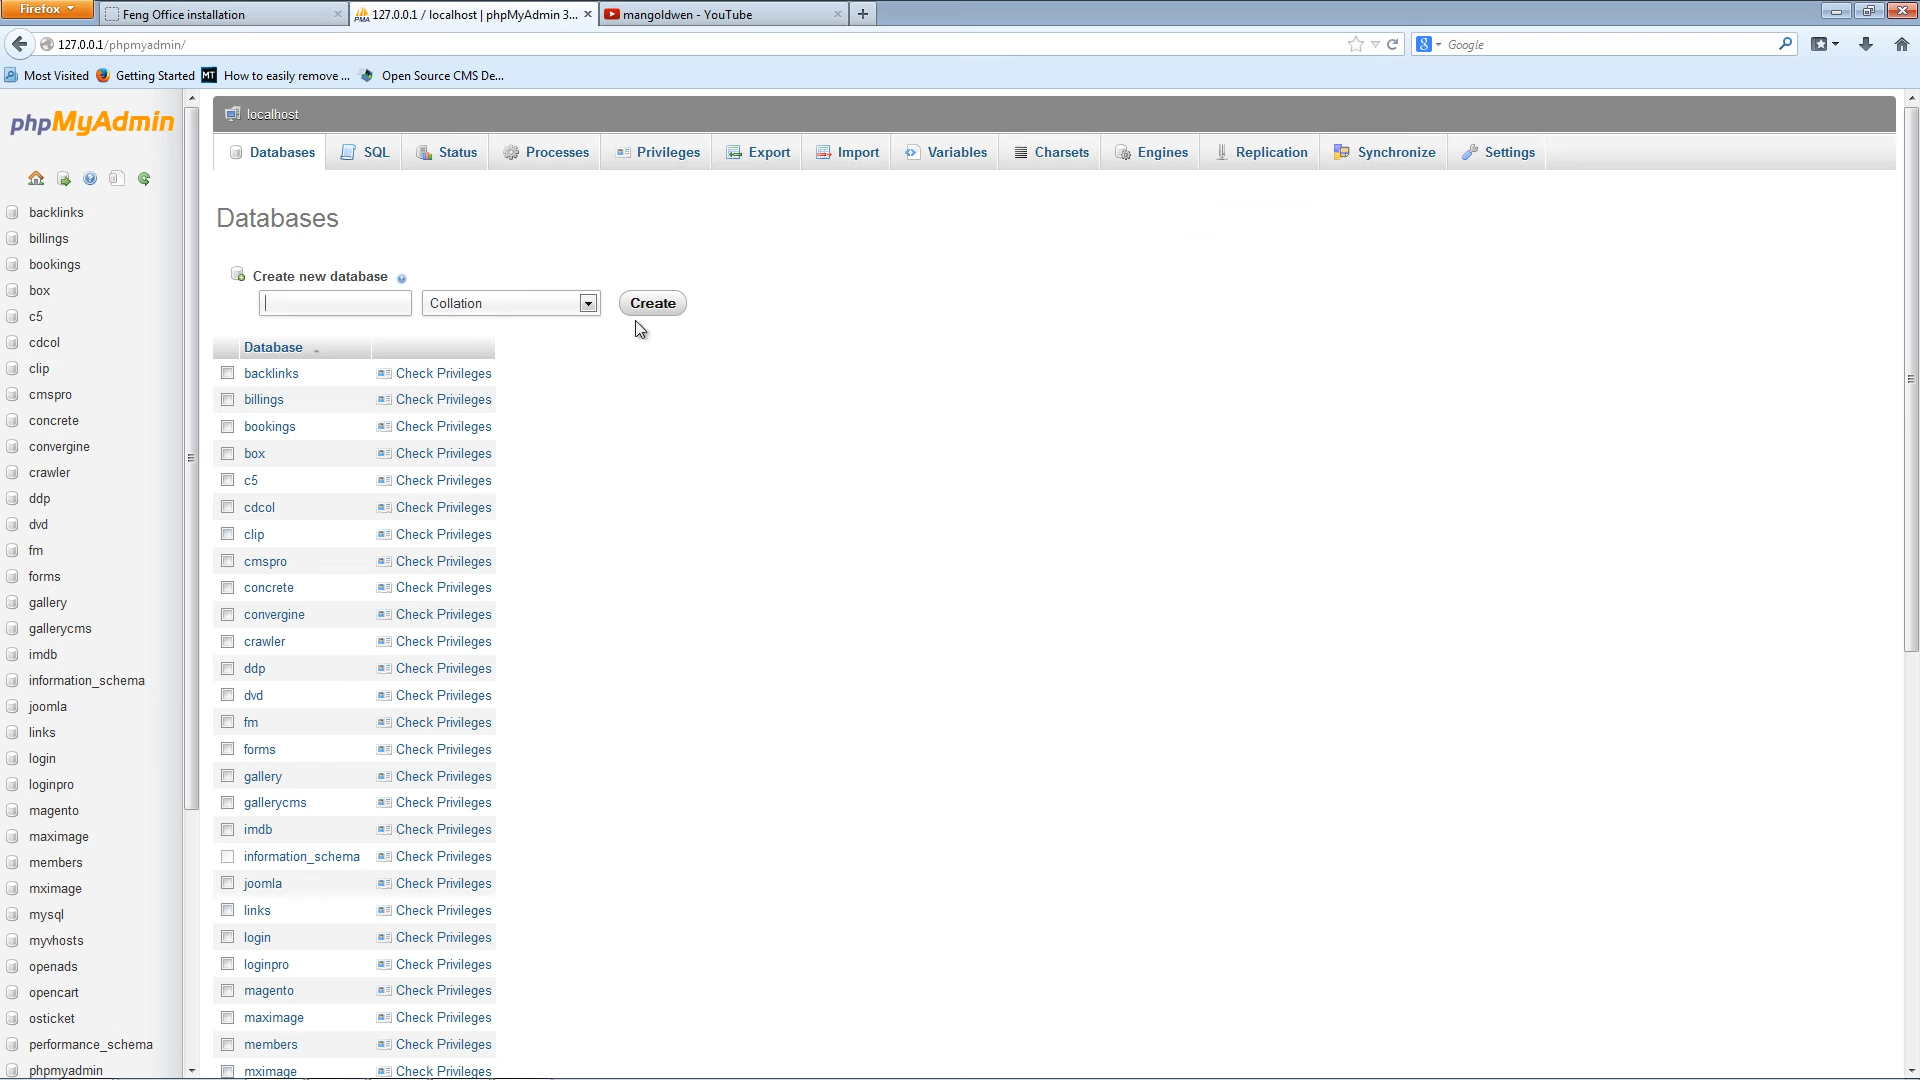 Firefox
Feng Office installation
127.0.0.1 / localhost | phpMyAdmin 3...
mangoldwen - YouTube
127.0.0.1/phpmyadmin/
Google
Most Visited
Getting Started
How to easily remove ...
Open Source CMS De...
phpMyAdmin
backlinks
billings
bookings
box
c5
cdcol
clip
cmspro
concrete
convergine
crawler
ddp
dvd
fm
forms
gallery
gallerycms
imdb
information_schema
joomla
links
login
loginpro
magento
maximage
members
mximage
mysql
myvhosts
openads
opencart
osticket
performance_schema
phpmyadmin
localhost
Databases
SQL
Status
Processes
Privileges
Export
Import
Variables
Charsets
Engines
Replication
Synchronize
Settings
Databases
Create new database
Collation
Create
Database
backlinks Check Privileges
billings Check Privileges
bookings Check Privileges
box Check Privileges
c5 Check Privileges
cdcol Check Privileges
clip Check Privileges
cmspro Check Privileges
concrete Check Privileges
convergine Check Privileges
crawler Check Privileges
ddp Check Privileges
dvd Check Privileges
fm Check Privileges
forms Check Privileges
gallery Check Privileges
gallerycms Check Privileges
imdb Check Privileges
information_schema Check Privileges
joomla Check Privileges
links Check Privileges
login Check Privileges
loginpro Check Privileges
magento Check Privileges
maximage Check Privileges
members Check Privileges
mximage Check Privileges